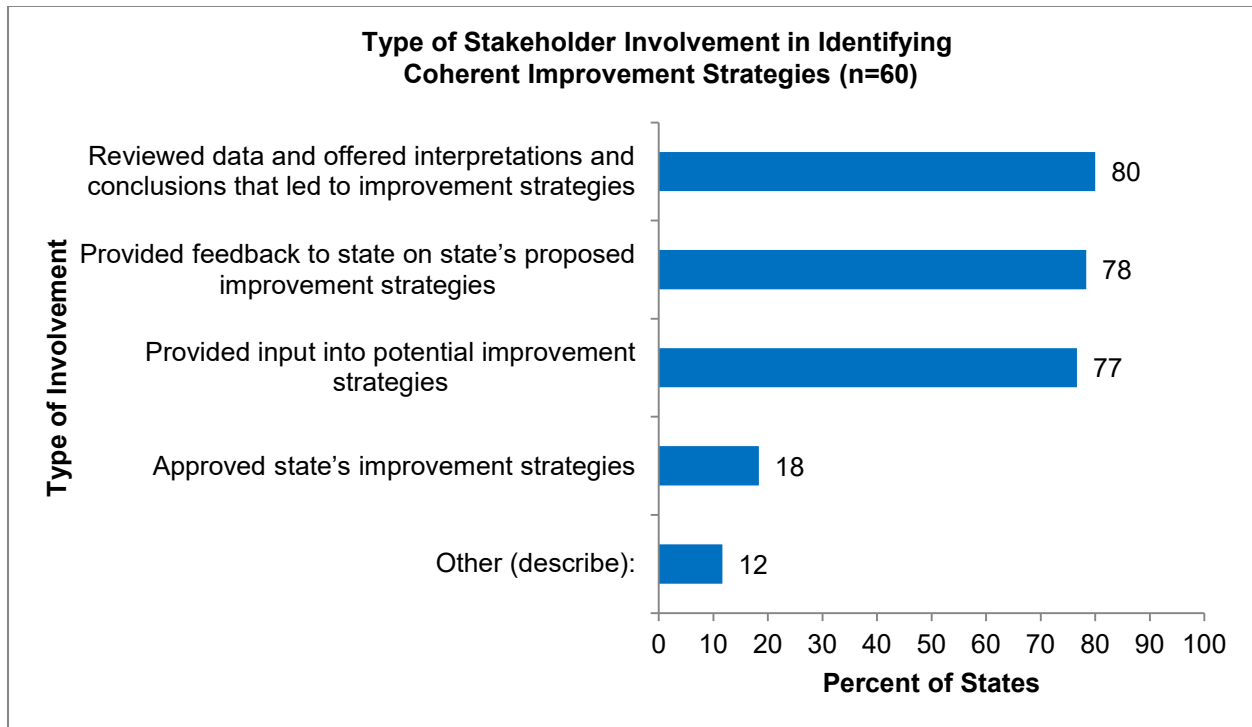 Type of Stakeholder Involvement in Identifying
Coherent Improvement Strategies (n=60)
Type of Involvement
Reviewed data and offered interpretations and
conclusions that led to improvement strategies
80
Provided feedback to state on state’s proposed
improvement strategies
78
Provided input into potential improvement
strategies
77
Approved state’s improvement strategies
18
Other (describe):
12
0 10 20 30 40 50 60 70 80 90 100
Percent of States